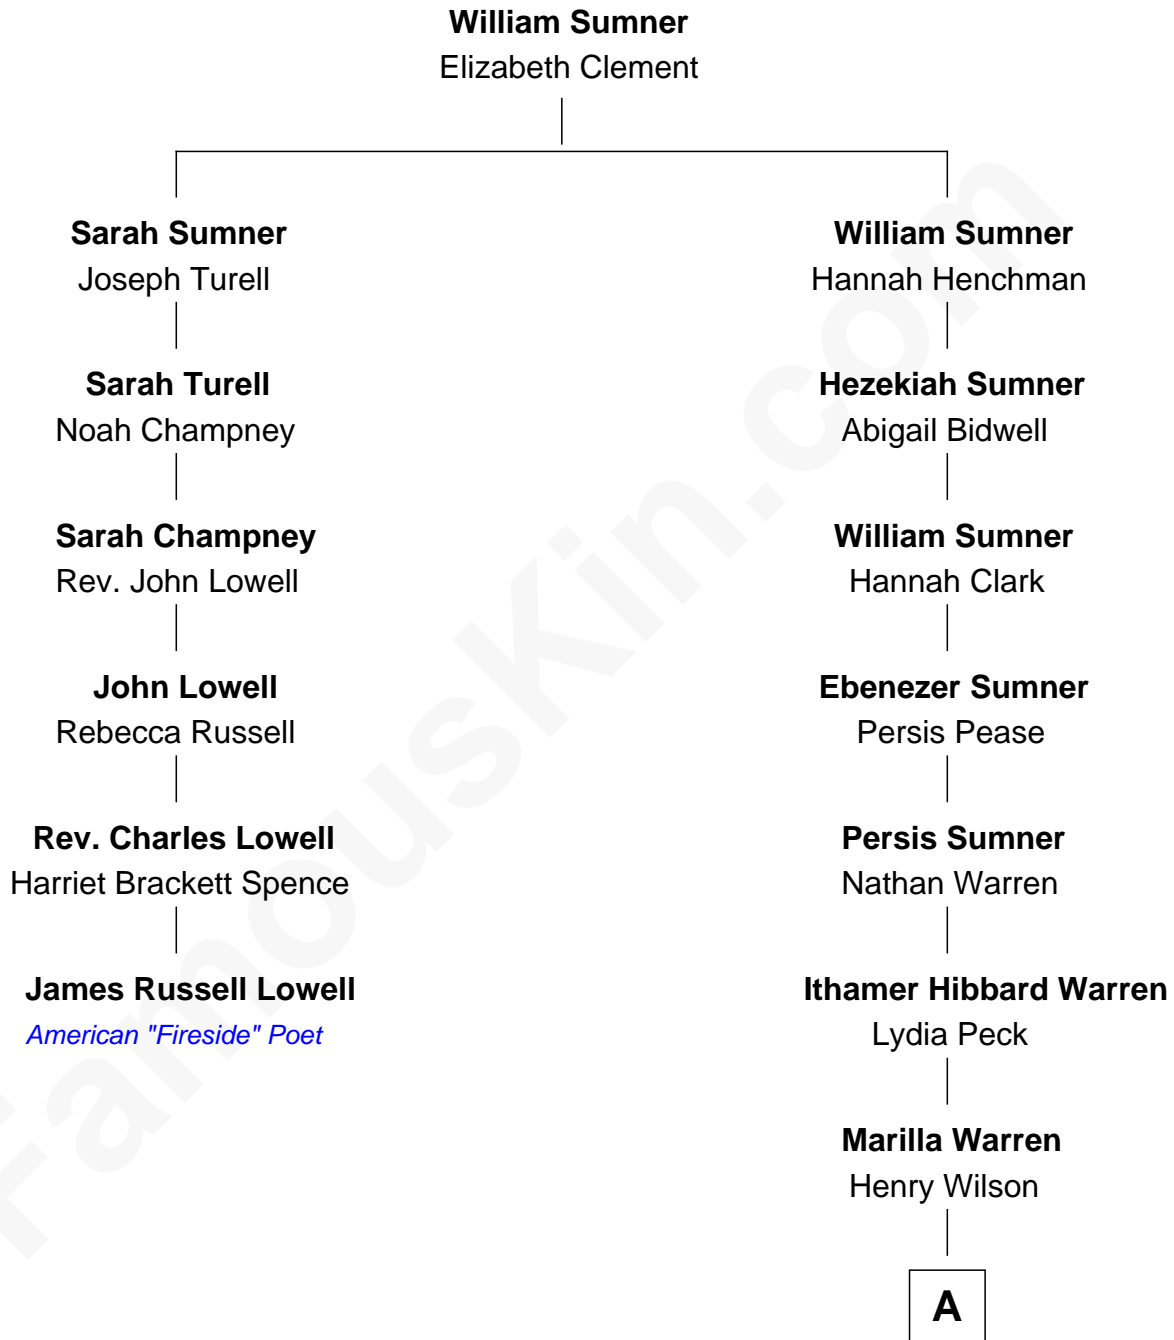 William Sumner
Elizabeth Clement
Sarah Sumner
Joseph Turell
William Sumner
Hannah Henchman
Sarah Turell
Noah Champney
Hezekiah Sumner
Abigail Bidwell
Sarah Champney
Rev. John Lowell
William Sumner
Hannah Clark
John Lowell
Rebecca Russell
Ebenezer Sumner
Persis Pease
Rev. Charles Lowell
Harriet Brackett Spence
Persis Sumner
Nathan Warren
James Russell Lowell
American "Fireside" Poet
Ithamer Hibbard Warren
Lydia Peck
Marilla Warren
Henry Wilson
A
FamousKin.com